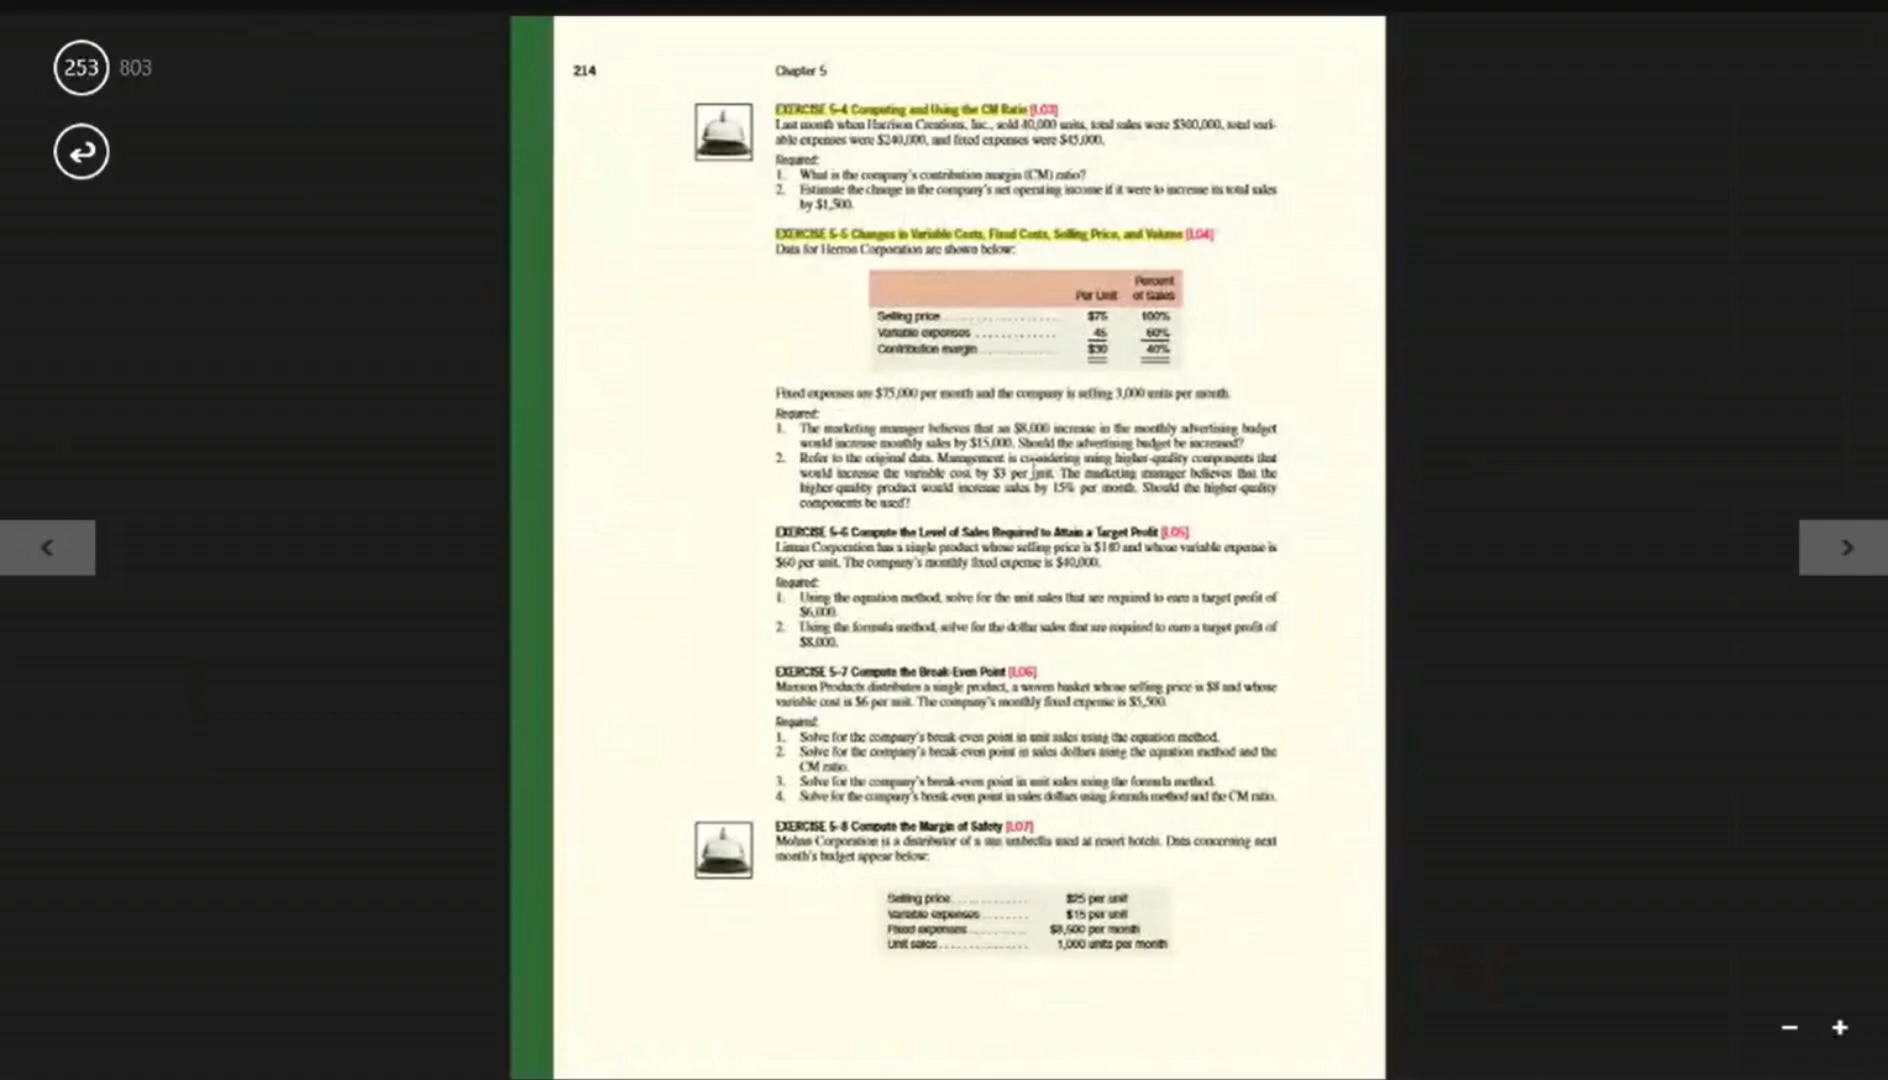 253 803
214 Chapter 5
EXERCISE 5–4 Computing and Using the CM Ratio [LO3]
Last month when Harrison Creations, Inc., sold 40,000 units, total sales were $300,000, total vari-
able expenses were $240,000, and fixed expenses were $45,000.
Required:
1. What is the company's contribution margin (CM) ratio?
2. Estimate the change in the company's net operating income if it were to increase its total sales
by $1,500.
EXERCISE 5–5 Changes in Variable Costs, Fixed Costs, Selling Price, and Volume [LO4]
Data for Herron Corporation are shown below:
Percent
Per Unit of Sales
Selling price $75 100%
Variable expenses 45 60%
Contribution margin $30 40%
Fixed expenses are $75,000 per month and the company is selling 3,000 units per month.
Required:
1. The marketing manager believes that an $8,000 increase in the monthly advertising budget
would increase monthly sales by $15,000. Should the advertising budget be increased?
2. Refer to the original data. Management is considering using higher-quality components that
would increase the variable cost by $3 per unit. The marketing manager believes that the
higher-quality product would increase sales by 15% per month. Should the higher-quality
components be used?
EXERCISE 5–6 Compute the Level of Sales Required to Attain a Target Profit [LO5]
Corporation has a single product whose selling price is and whose variable expense is
$60 per unit. The company's monthly fixed expense is $40,000.
Required:
1. Using the equation method, solve for the unit sales that are required to earn a target profit of
$6,000.
2. Using the formula method, solve for the dollar sales that are required to earn a target profit of
$8,000.
EXERCISE 5–7 Compute the Break-Even Point [LO6]
Maxson Products distributes a single product, a woven basket whose selling price is $8 and whose
variable cost is $6 per unit. The company's monthly fixed expense is $5,500.
Required:
1. Solve for the company's break-even point in unit sales using the equation method.
2. Solve for the company's break-even point in sales dollars using the equation method and the
CM ratio.
3. Solve for the company's break-even point in unit sales using the formula method.
4. Solve for the company's break-even point in sales dollars using formula method and the CM ratio.
EXERCISE 5–8 Compute the Margin of Safety [LO7]
Mohan Corporation is a distributor of a sun umbrella used at resort hotels. Data concerning next
month's budget appear below:
Selling price $25 per unit
Variable expenses $15 per unit
Fixed expenses $8,500 per month
Unit sales 1,000 units per month